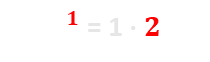 ¹ = 1 · 2